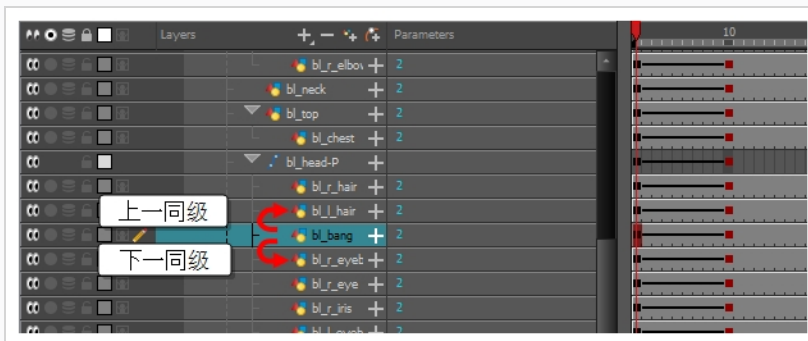 Layers Parameters 10
bl_r_elbov 2
bl_neck 2
bl_top 2
bl_chest 2
bl_head-P
bl_r_hair 2
上一同级 bl_l_hair 2
bl_bang 2
下一同级 bl_r_eyeb 2
bl_r_eye 2
bl_r_iris 2
2